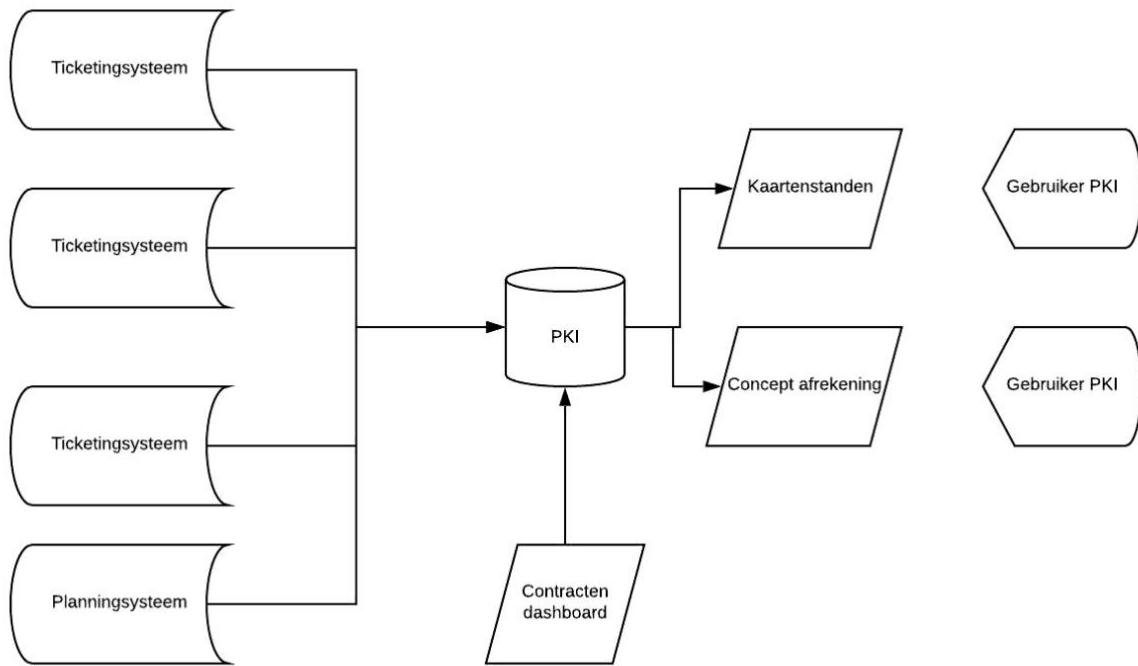 Ticketingsysteem
Ticketingsysteem
Kaartenstanden
Gebruiker PKI
PKI
Concept afrekening
Gebruiker PKI
Ticketingsysteem
Planningsysteem
Contracten
dashboard